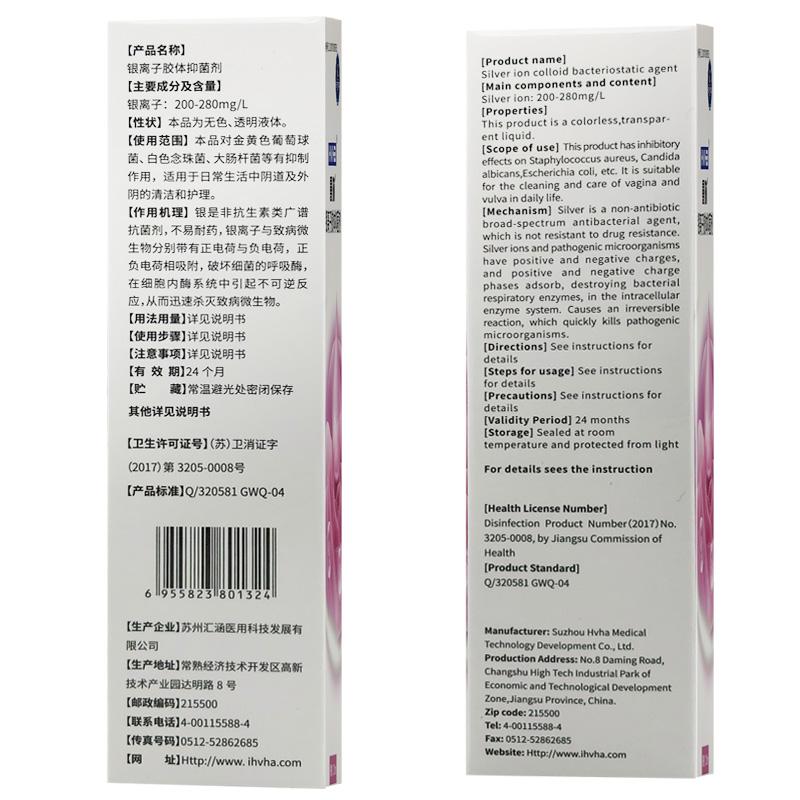 【产品名称】
银离子胶体抑菌剂
【主要成分及含量】
银离子：200-280mg/L
【性状】本品为无色、透明液体。
【使用范围】本品对金黄色葡萄球
菌、白色念珠菌、大肠杆菌等有抑制
作用，适用于日常生活中阴道及外
阴的清洁和护理。
【作用机理】银是非抗生素类广谱
抗菌剂，不易耐药，银离子与致病微
生物分别带有正电荷与负电荷，正
负电荷相吸附，破坏细菌的呼吸酶，
在细胞内酶系统中引起不可逆反
应，从而迅速杀灭致病微生物。
【用法用量】详见说明书
【使用步骤】详见说明书
【注意事项】详见说明书
【有 效 期】24个月
【贮 藏】常温避光处密闭保存
其他详见说明书
【卫生许可证号】（苏）卫消证字
（2017）第 3205-0008号
【产品标准】Q/320581 GWQ-04
6 955823 801324
【生产企业】苏州汇涵医用科技发展有
限公司
【生产地址】常熟经济技术开发区高新
技术产业园达明路 8 号
【邮政编码】215500
【联系电话】4-00115588-4
【传真号码】0512-52862685
【网 址】Http://www. ihvha.com
[Product name]
Silver ion colloid bacteriostatic agent
[Main components and content]
Silver ion: 200-280mg/L
[Properties]
This product is a colorless,transpar-
ent liquid.
[Scope of use] This product has inhibitory
effects on Staphylococcus aureus, Candida
albicans,Escherichia coli, etc. It is suitable
for the cleaning and care of vagina and
vulva in daily life.
[Mechanism] Silver is a non-antibiotic
broad-spectrum antibacterial agent,
which is not resistant to drug resistance.
Silver ions and pathogenic microorganisms
have positive and negative charges,
and positive and negative charge
phases adsorb, destroying bacterial
respiratory enzymes, in the intracellular
enzyme system. Causes an irreversible
reaction, which quickly kills pathogenic
microorganisms.
[Directions] See instructions for
details
[Steps for usage] See instructions
for details
[Precautions] See instructions for
details
[Validity Period] 24 months
[Storage] Sealed at room
temperature and protected from light
For details sees the instruction
[Health License Number]
Disinfection Product Number(2017)No.
3205-0008, by Jiangsu Commission of
Health
[Product Standard]
Q/320581 GWQ-04
Manufacturer: Suzhou Hvha Medical
Technology Development Co., Ltd.
Production Address: No.8 Daming Road,
Changshu High Tech Industrial Park of
Economic and Technological Development
Zone,Jiangsu Province, China.
Zip code: 215500
Tel: 4-00115588-4
Fax: 0512-52862685
Website: Http://www.ihvha.com